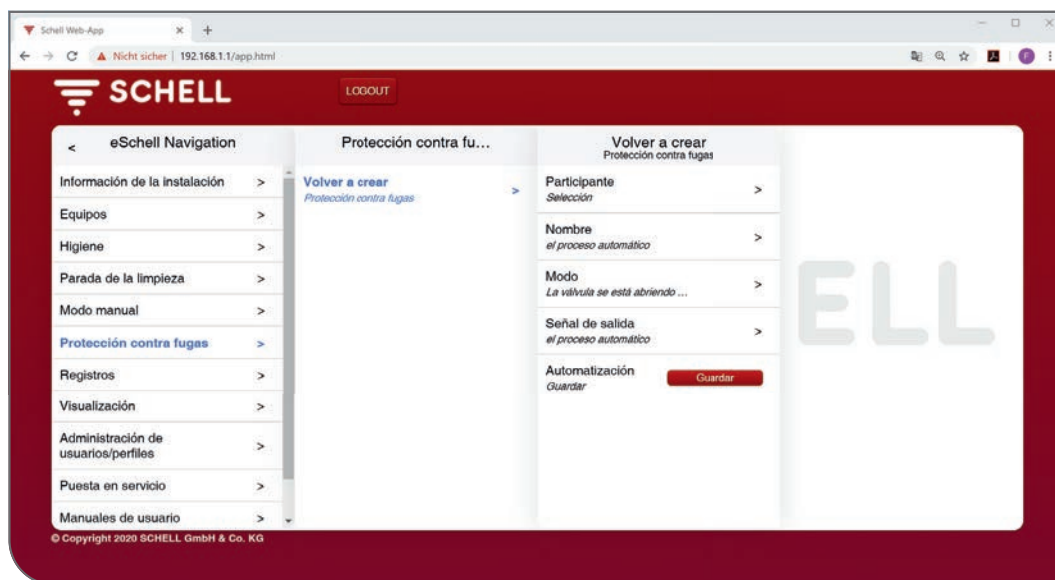 Schell Web-App
Nicht sicher | 192.168.1.1/app.html
SCHELL
LOGOUT
< eSchell Navigation
Información de la instalación >
Equipos >
Higiene >
Parada de la limpieza >
Modo manual >
Protección contra fugas >
Registros >
Visualización >
Administración de
usuarios/perfiles >
Puesta en servicio >
Manuales de usuario >
Protección contra fu...
Volver a crear >
Protección contra fugas
Volver a crear
Protección contra fugas
Participante >
Selección
Nombre >
el proceso automático
Modo >
La válvula se está abriendo ...
Señal de salida >
el proceso automático
Automatización
Guardar
Guardar
ELL
© Copyright 2020 SCHELL GmbH & Co. KG
F